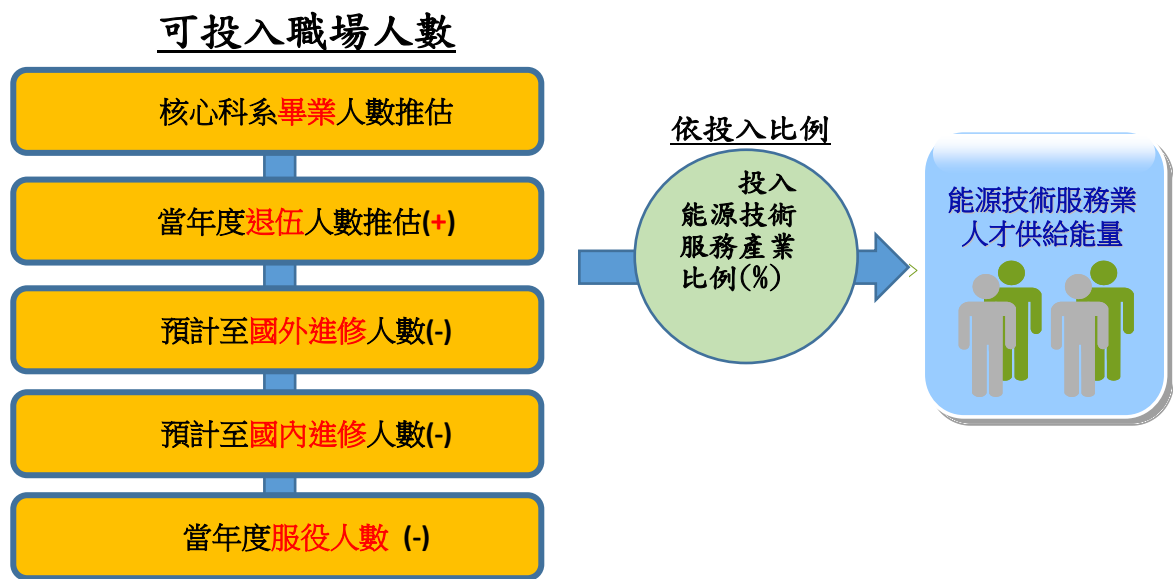 可投入職場人數
核心科系畢業人數推估
當年度退伍人數推估(+)
預計至國外進修人數(-)
預計至國內進修人數(-)
當年度服役人數 (-)
依投入比例
投入
能源技術
服務產業
比例(%)
能源技術服務業
人才供給能量